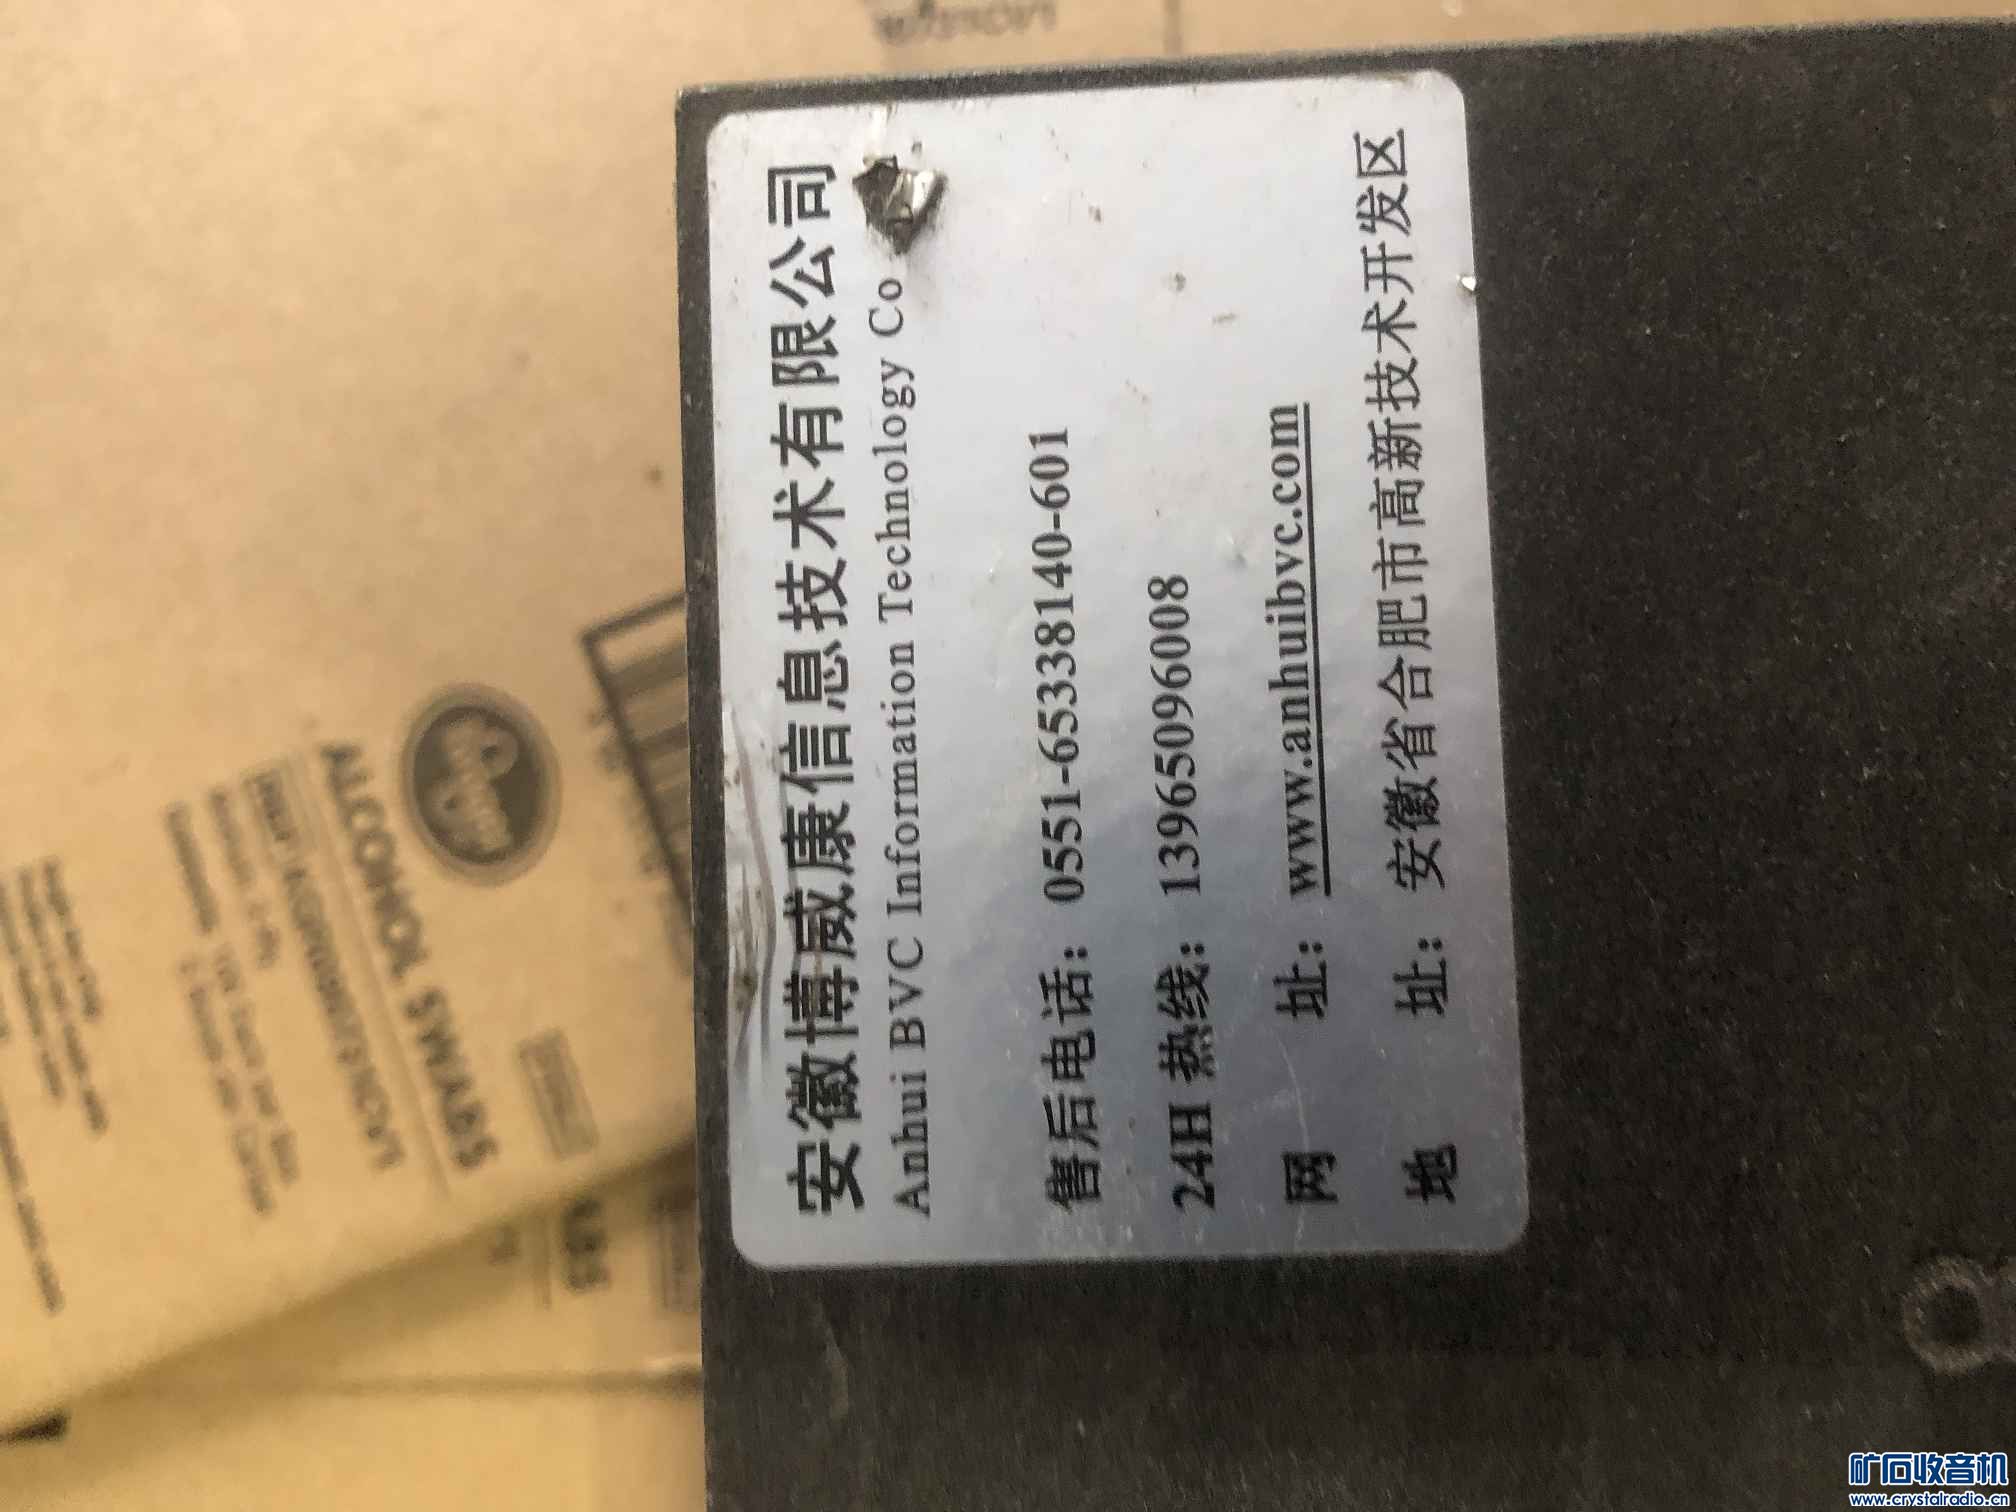 安徽博威康信息技术有限公司
Anhui BVC Information Technology Co
售后电话：0551-65338140-601
24H 热线：13965096008
网 址：www.anhuibvc.com
地 址：安徽省合肥市高新技术开发区
ALCOHOL SWABS
ABS
矿石收音机
www.crystalradio.cn